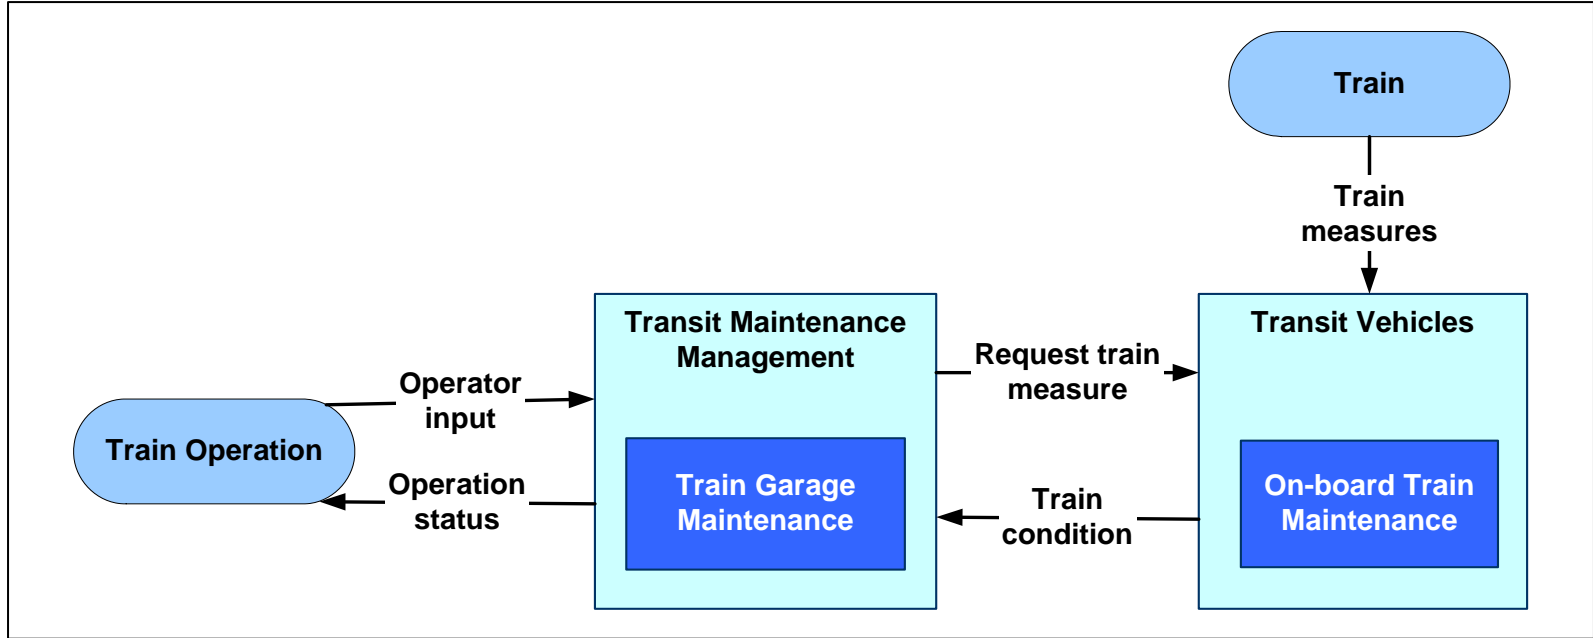 Train
Train
measures
Transit Maintenance
Management
Transit Vehicles
Request train
measure
Operator
input
Train Operation
Operation
status
Train Garage
Maintenance
Train
condition
On-board Train
Maintenance